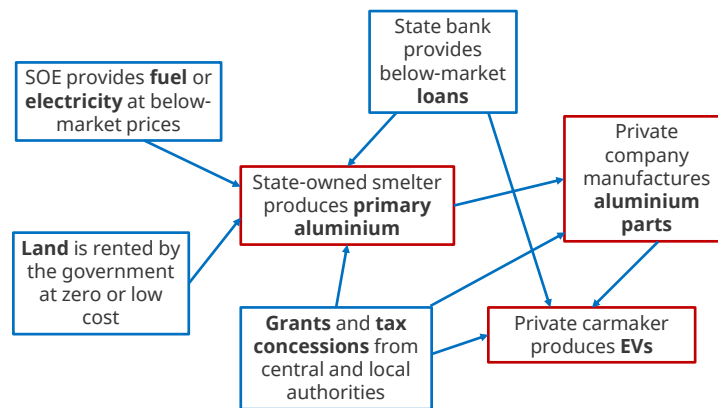 State bank
provides
below-market
loans
SOE provides fuel or
electricity at below-
market prices
Private
company
manufactures
aluminium
parts
State-owned smelter
produces primary
aluminium
Land is rented by
the government
at zero or low
cost
Grants and tax
concessions from
central and local
authorities
Private carmaker
produces EVs